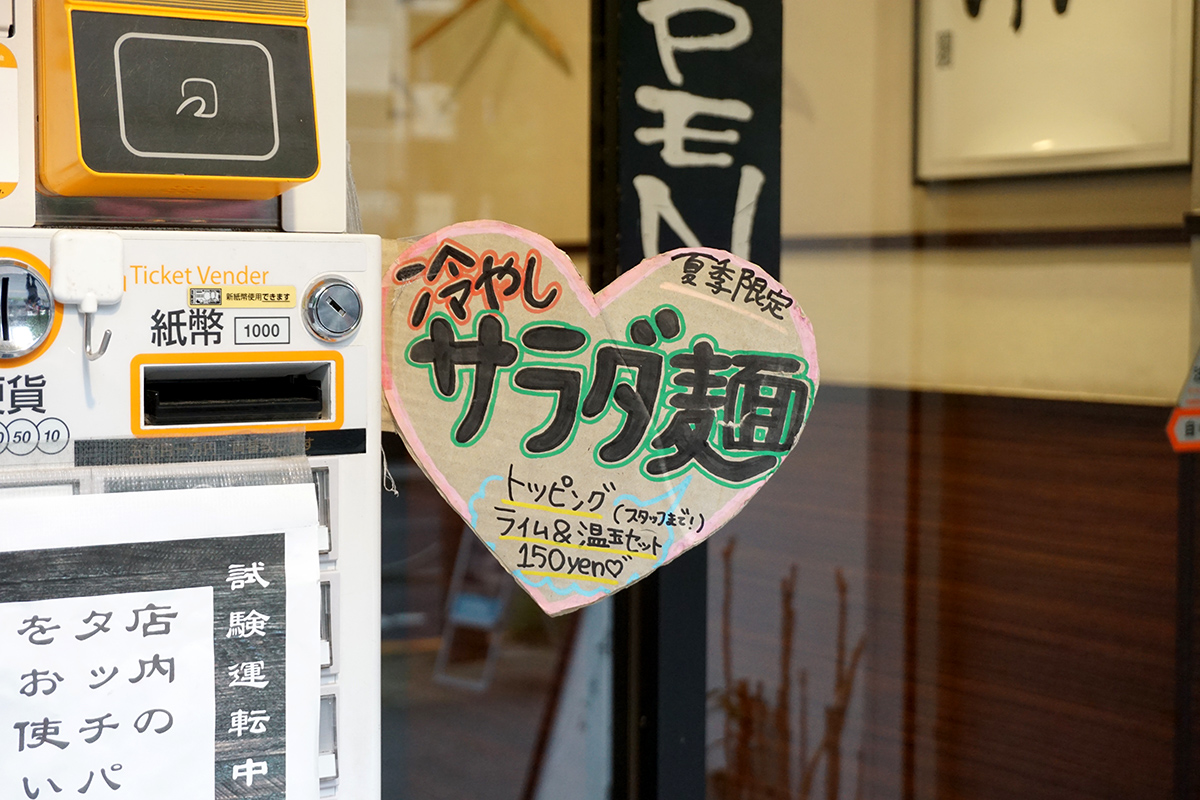 PEN
Ticket Vender
新紙幣使用できます
紙幣 1000
貨
50 10
冷やし
夏季限定
サラダ麺
トッピング
(スタッフまで!)
ライム&温玉セット
150yen♡
試験運転中
店内の
タッチパ
をお使い